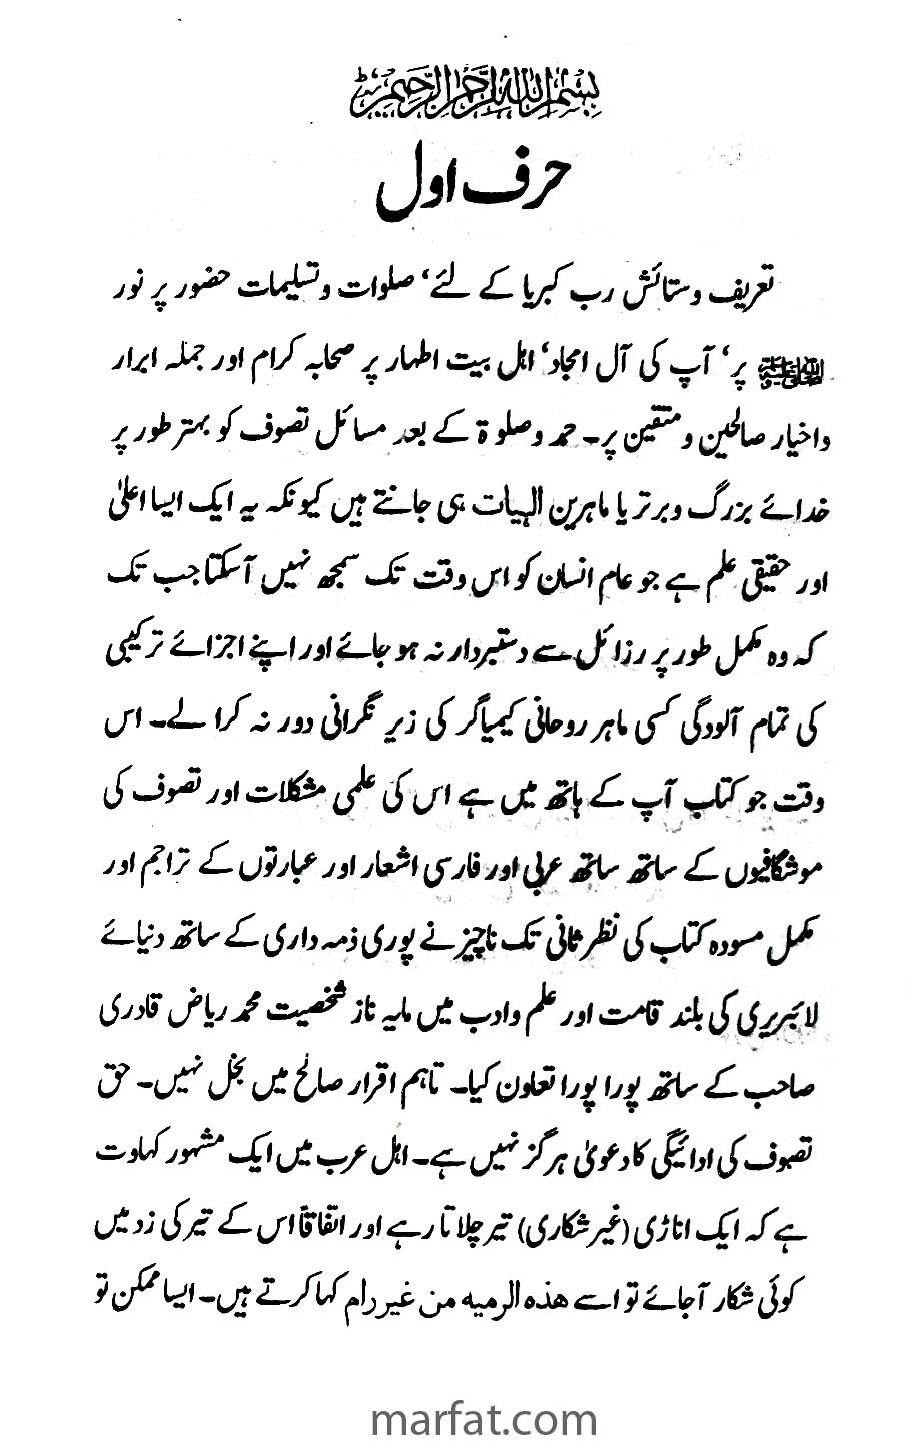 بسم الله الرحمن الرحيم
حرف اول
تعریف و ستائش رب کبریا کے لئے‘ صلوات و تسلیمات حضور پر نور
ﷺ پر‘ آپ کی آل امجاد‘ اہل بیت اطہار پر صحابہ کرام اور جملہ ابرار
و اخیار صالحین و متقین پر۔ حمد و صلوۃ کے بعد مسائل تصوف کو بہتر طور پر
خدائے بزرگ و برتر یا ماہرین الہیات ہی جانتے ہیں کیونکہ یہ ایک ایسا اعلیٰ
اور حقیقی علم ہے جو عام انسان کو اس وقت تک سمجھ نہیں آسکتا جب تک
کہ وہ مکمل طور پر رزائل سے دستبردار نہ ہو جائے اور اپنے اجزائے ترکیبی
کی تمام آلودگی کسی ماہر روحانی کیمیاگر کی زیر نگرانی دور نہ کرا لے۔ اس
وقت جو کتاب آپ کے ہاتھ میں ہے اس کی علمی مشکلات اور تصوف کی
موشگافیوں کے ساتھ ساتھ عربی اور فارسی اشعار اور عبارتوں کے تراجم اور
مکمل مسودہ کتاب کی نظر ثانی تک ناچیز نے پوری ذمہ داری کے ساتھ دنیائے
لائبریری کی بلند قامت اور علم و ادب میں مایہ ناز شخصیت محمد ریاض قادری
صاحب کے ساتھ پورا پورا تعاون کیا۔ تاہم اقرار صالح میں بخل نہیں۔ حق
تصوف کی ادائیگی کا دعویٰ ہرگز نہیں ہے۔ اہل عرب میں ایک مشہور کہاوت
ہے کہ ایک اناڑی (غیر شکاری) تیر چلاتا رہے اور اتفاقاً اس کے تیر کی زد میں
کوئی شکار آجائے تو اسے هذه الرميه من غير رام کہا کرتے ہیں۔ ایسا ممکن تو
marfat.com